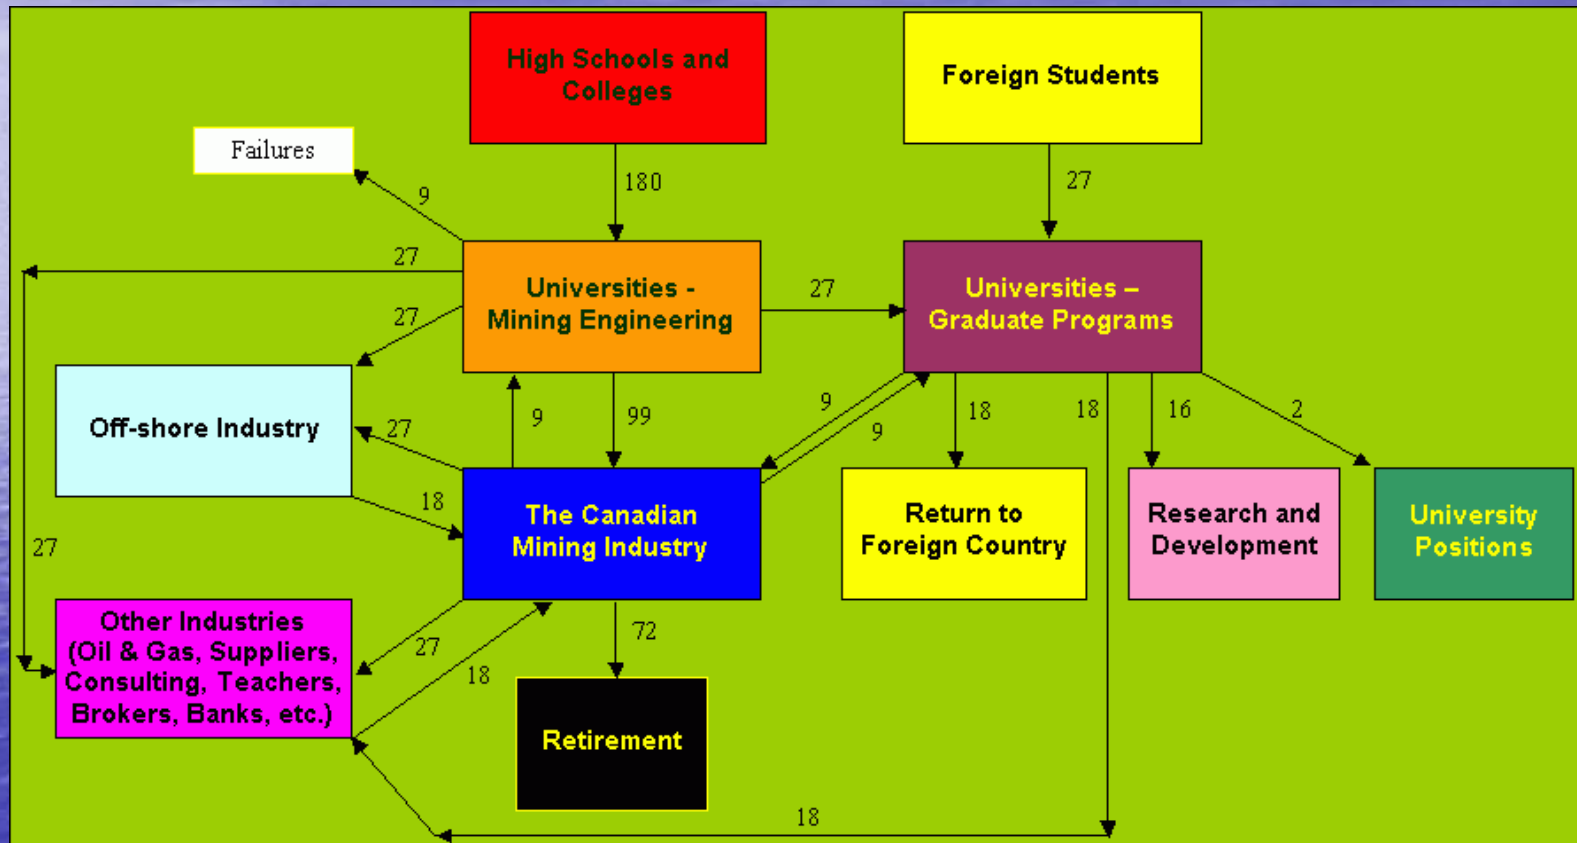 High Schools and
Colleges
Foreign Students
Failures
180
27
9
27
Universities -
Mining Engineering
27
Universities –
Graduate Programs
27
Off-shore Industry
27
9
99
9
9
18
18
16
2
18
The Canadian
Mining Industry
Return to
Foreign Country
Research and
Development
University
Positions
27
Other Industries
(Oil & Gas, Suppliers,
Consulting, Teachers,
Brokers, Banks, etc.)
27
18
72
Retirement
18